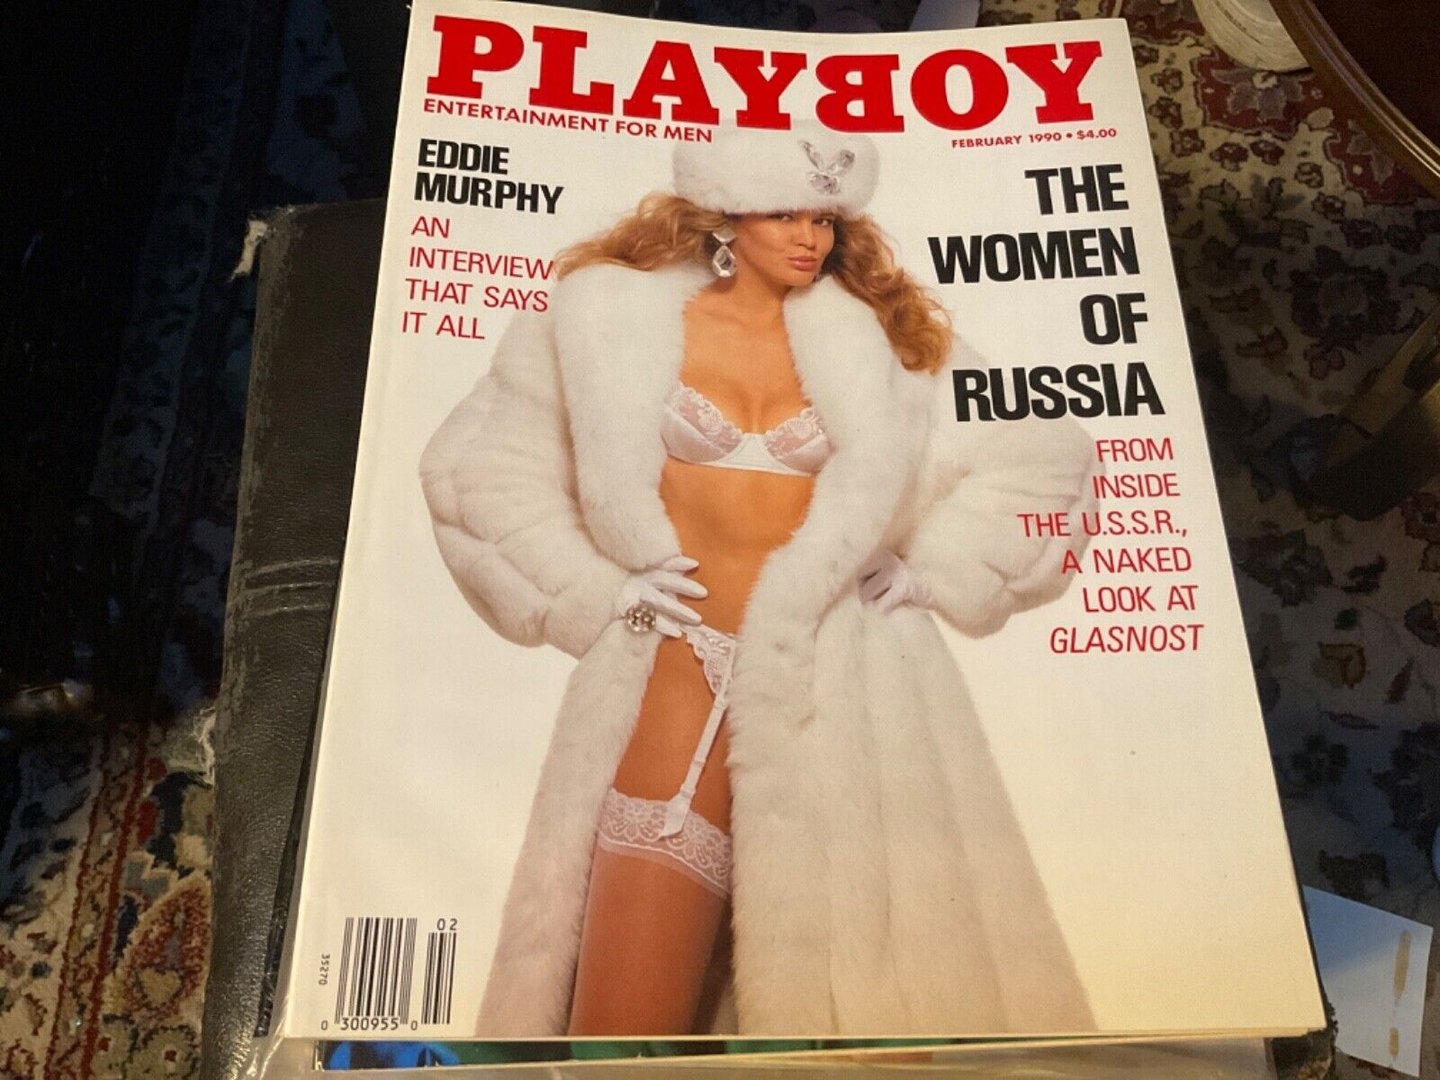 PLAYBOY
ENTERTAINMENT FOR MEN
FEBRUARY 1990 • $4.00
EDDIE
MURPHY
AN
INTERVIEW
THAT SAYS
IT ALL
THE
WOMEN
OF
RUSSIA
FROM
INSIDE
THE U.S.S.R.,
A NAKED
LOOK AT
GLASNOST
02
35270
0 300955 0